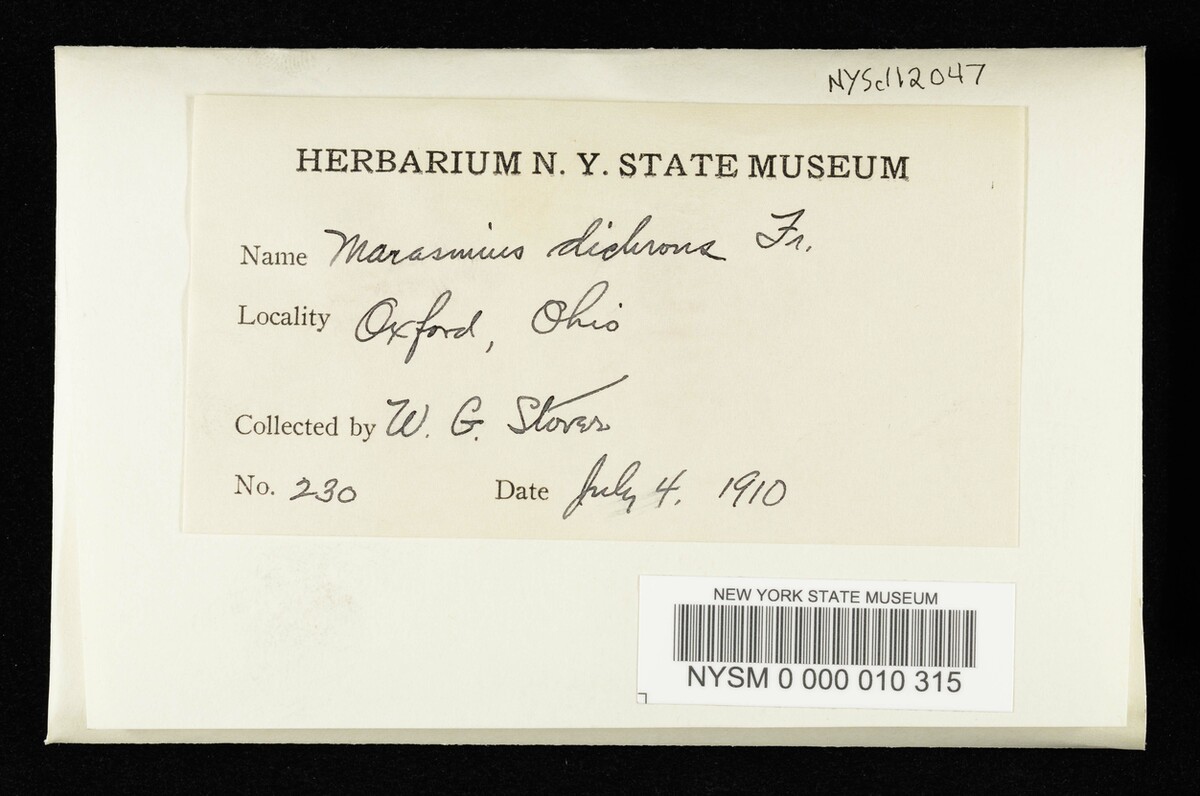 NYSd12047
HERBARIUM N. Y. STATE MUSEUM
Name Marasmius dichrous Fr.
Locality Oxford, Ohio
Collected by W. G. Stover
No. 230 Date July 4. 1910
NEW YORK STATE MUSEUM
NYSM 0 000 010 315